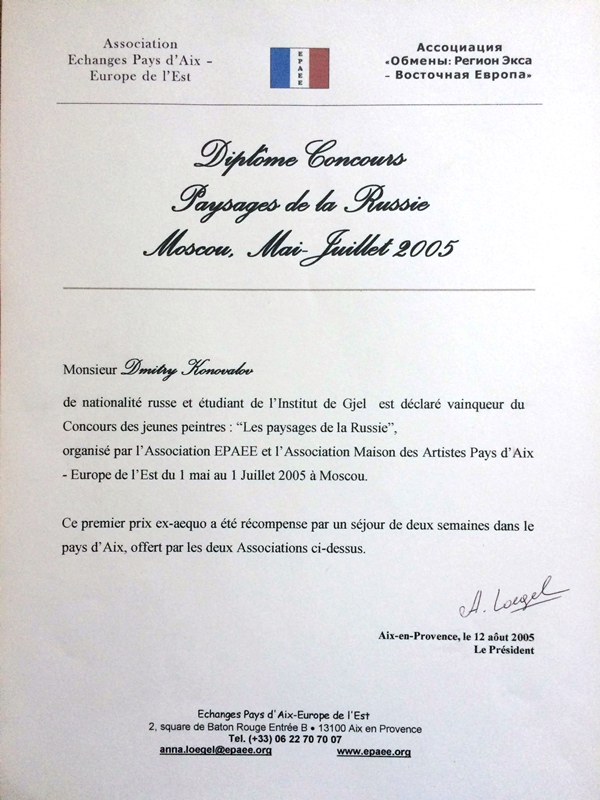 Association
Echanges Pays d'Aix -
Europe de l'Est
EPAEE
Ассоциация
«Обмены: Регион Экса
– Восточная Европа»
Diplôme Concours
Paysages de la Russie
Moscou, Mai-Juillet 2005
Monsieur Dmitry Konovalov
de nationalité russe et étudiant de l'Institut de Gjel est déclaré vainqueur du
Concours des jeunes peintres : “Les paysages de la Russie”,
organisé par l'Association EPAEE et l'Association Maison des Artistes Pays d'Aix
- Europe de l'Est du 1 mai au 1 Juillet 2005 à Moscou.
Ce premier prix ex-aequo a été récompense par un séjour de deux semaines dans le
pays d'Aix, offert par les deux Associations ci-dessus.
A. Loegel
Aix-en-Provence, le 12 aôut 2005
Le Président
Echanges Pays d'Aix-Europe de l'Est
2, square de Baton Rouge Entrée B • 13100 Aix en Provence
Tel. (+33) 06 22 70 70 07
anna.loegel@epaee.org www.epaee.org